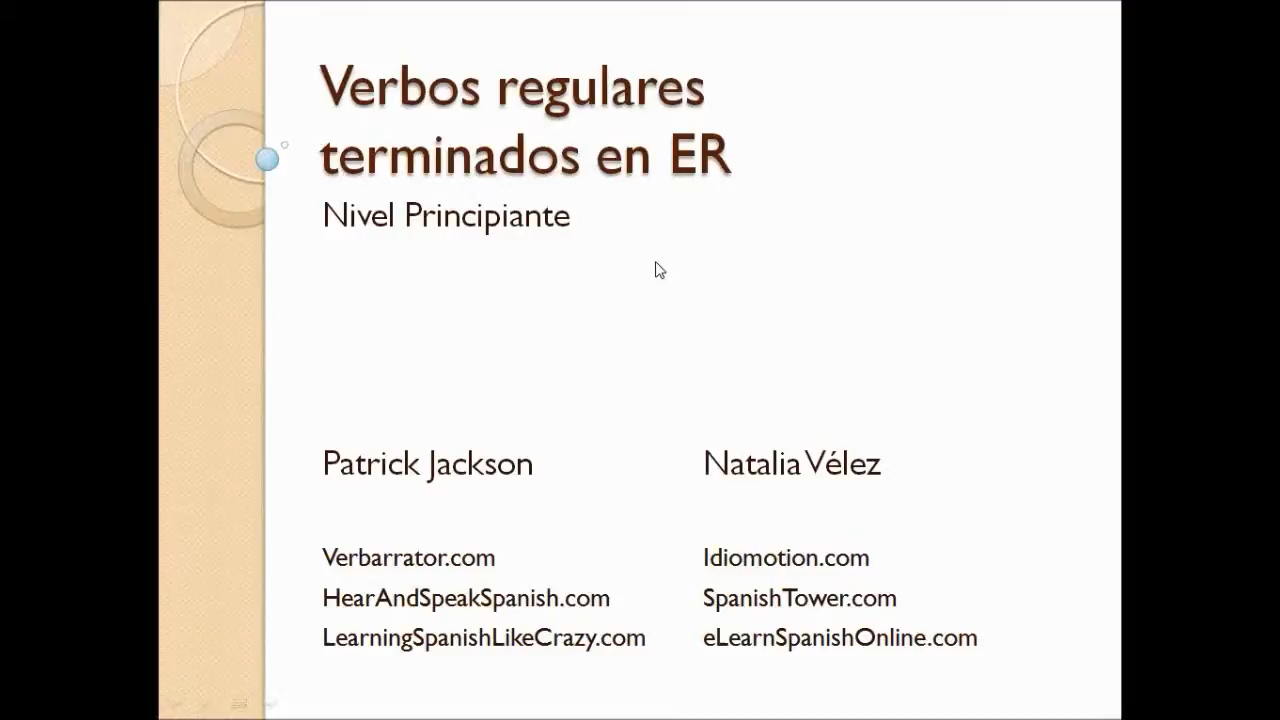 Verbos regulares
terminados en ER
Nivel Principiante
Patrick Jackson
Natalia Vélez
Verbarrator.com
HearAndSpeakSpanish.com
LearningSpanishLikeCrazy.com
Idiomotion.com
SpanishTower.com
eLearnSpanishOnline.com